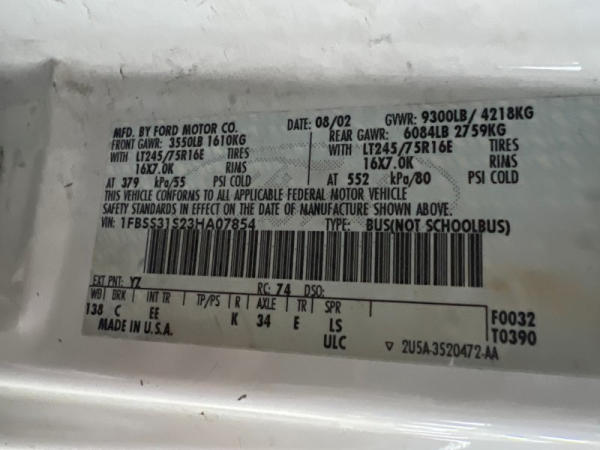 MFD. BY FORD MOTOR CO.
DATE: 08/02 GVWR: 9300LB/ 4218KG
FRONT GAWR: 3550LB 1610KG REAR GAWR: 6084LB 2759KG
WITH LT245/75R16E TIRES WITH LT245/75R16E TIRES
16X7.0K RIMS 16X7.0K RIMS
AT 379 kPa/55 PSI COLD AT 552 kPa/80 PSI COLD
THIS VEHICLE CONFORMS TO ALL APPLICABLE FEDERAL MOTOR VEHICLE
SAFETY STANDARDS IN EFFECT ON THE DATE OF MANUFACTURE SHOWN ABOVE.
VIN: 1FBSS31S23HA07854 TYPE: BUS(NOT SCHOOLBUS)
EXT PNT: YZ RC: 74 DSO:
WB BRK INT TR TP/PS R AXLE TR SPR
138 C EE K 34 E LS F0032
MADE IN U.S.A. ULC T0390
▽ 2U5A-3520472-AA